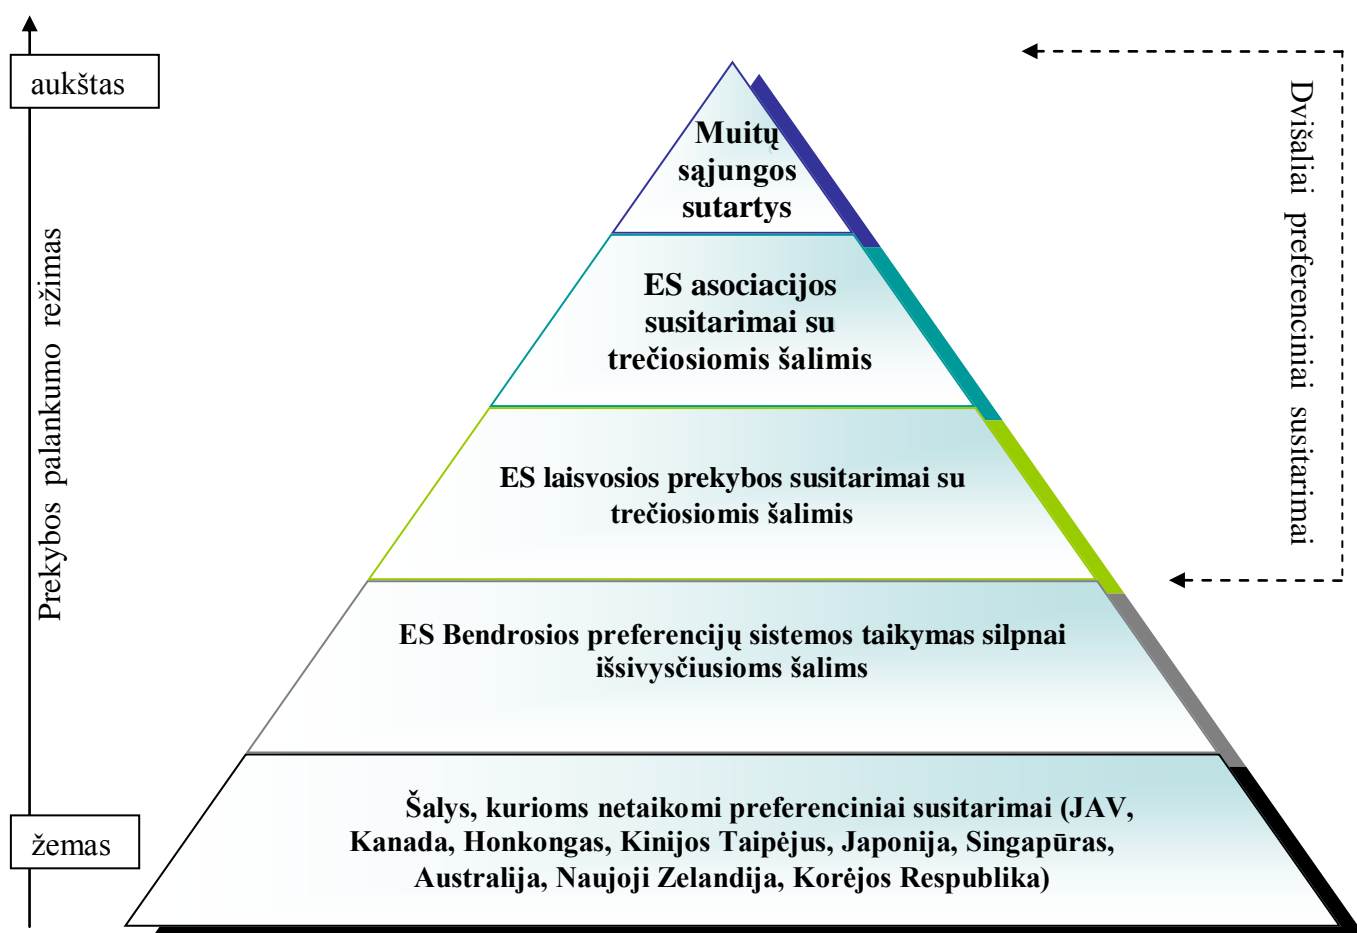 aukštas
Prekybos palankumo režimas
žemas
Muitų
sąjungos
sutartys
ES asociacijos
susitarimai su
trečiosiomis šalimis
ES laisvosios prekybos susitarimai su
trečiosiomis šalimis
ES Bendrosios preferencijų sistemos taikymas silpnai
išsivysčiusioms šalims
Šalys, kurioms netaikomi preferenciniai susitarimai (JAV,
Kanada, Honkongas, Kinijos Taipėjus, Japonija, Singapūras,
Australija, Naujoji Zelandija, Korėjos Respublika)
Dvišaliai preferenciniai susitarimai